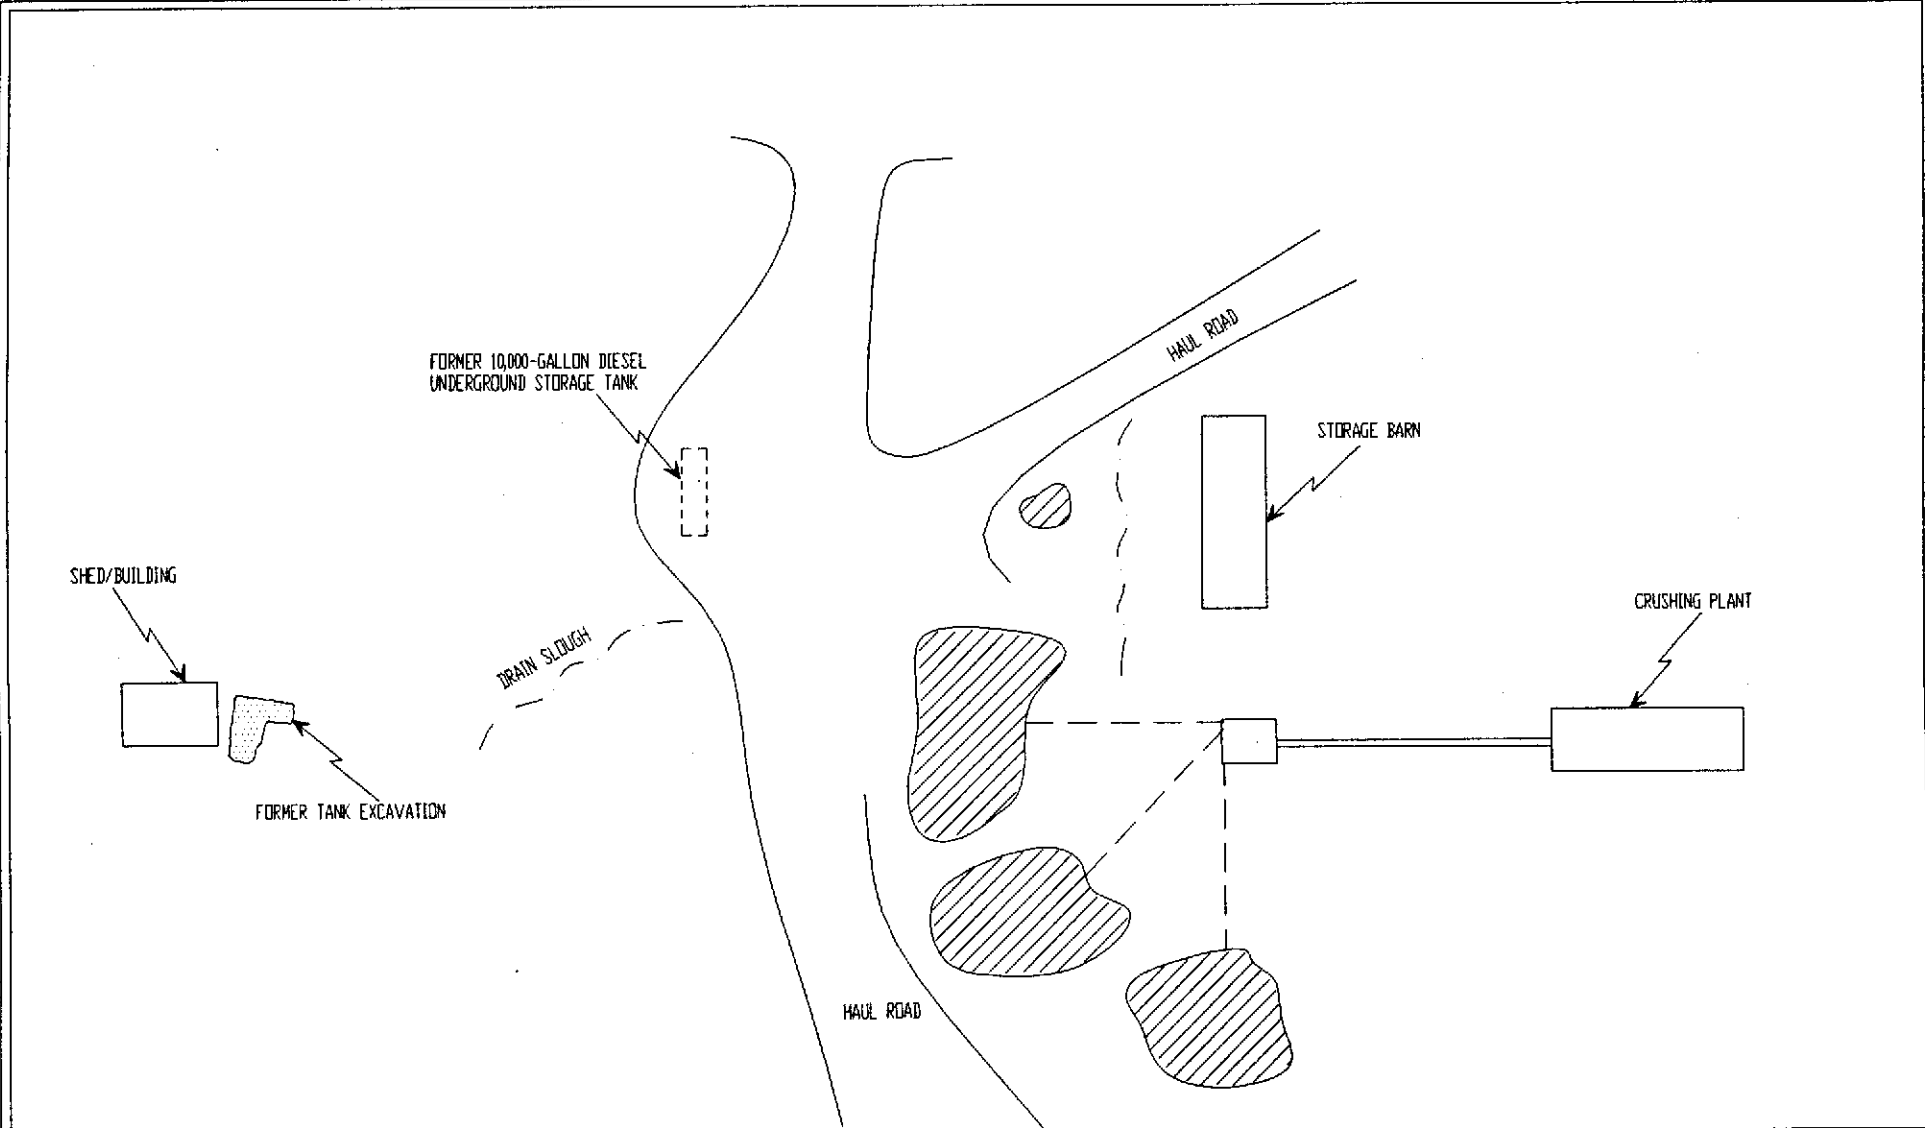 HAUL ROAD
FORMER 10,000-GALLON DIESEL
UNDERGROUND STORAGE TANK
STORAGE BARN
SHED/BUILDING
CRUSHING PLANT
DRAIN SLOUGH
FORMER TANK EXCAVATION
HAUL ROAD